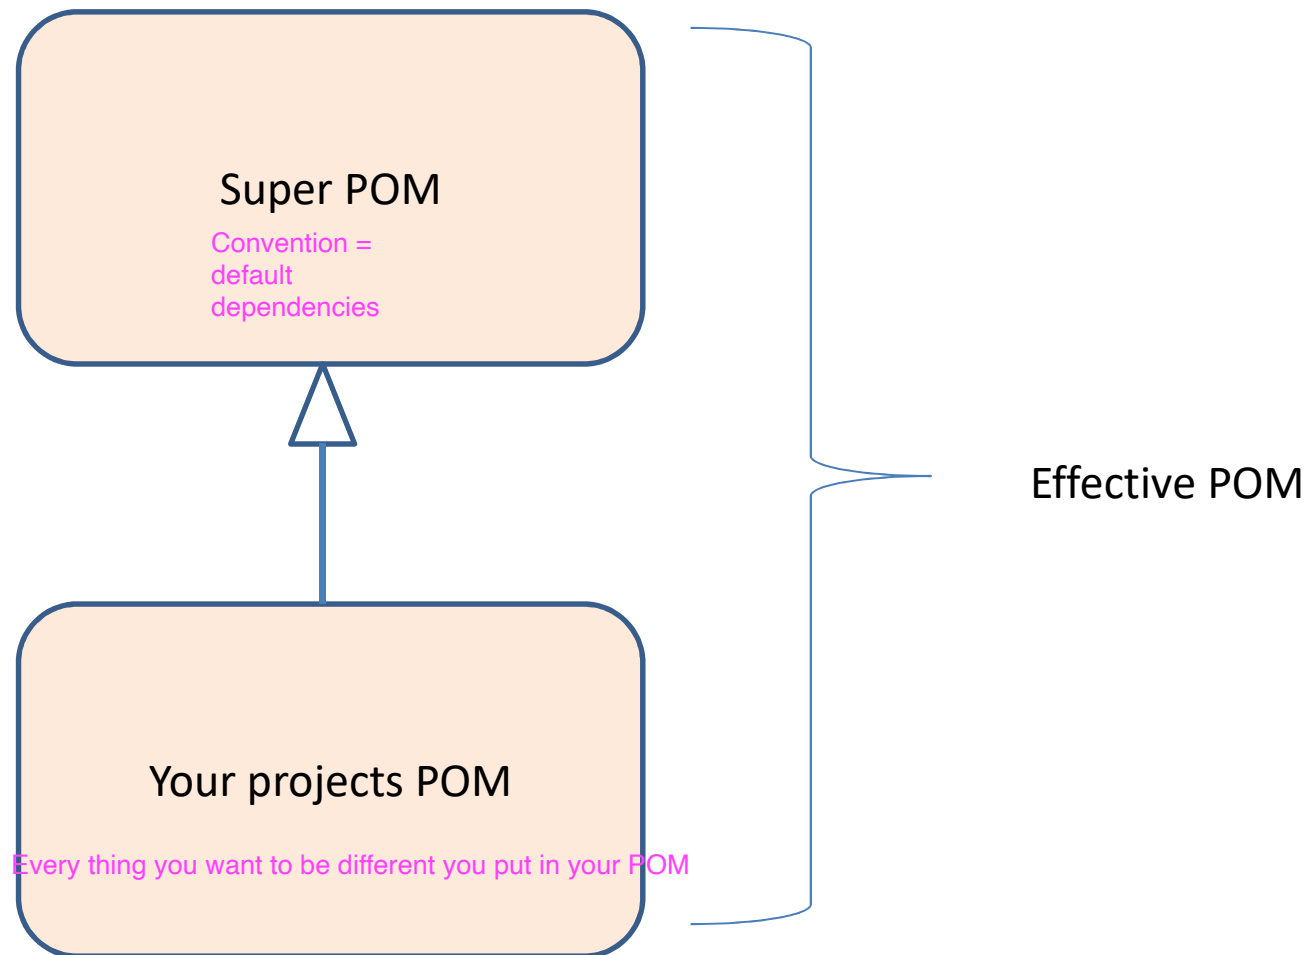 Super POM
Convention =
default
dependencies
Effective POM
Your projects POM
Every thing you want to be different you put in your POM